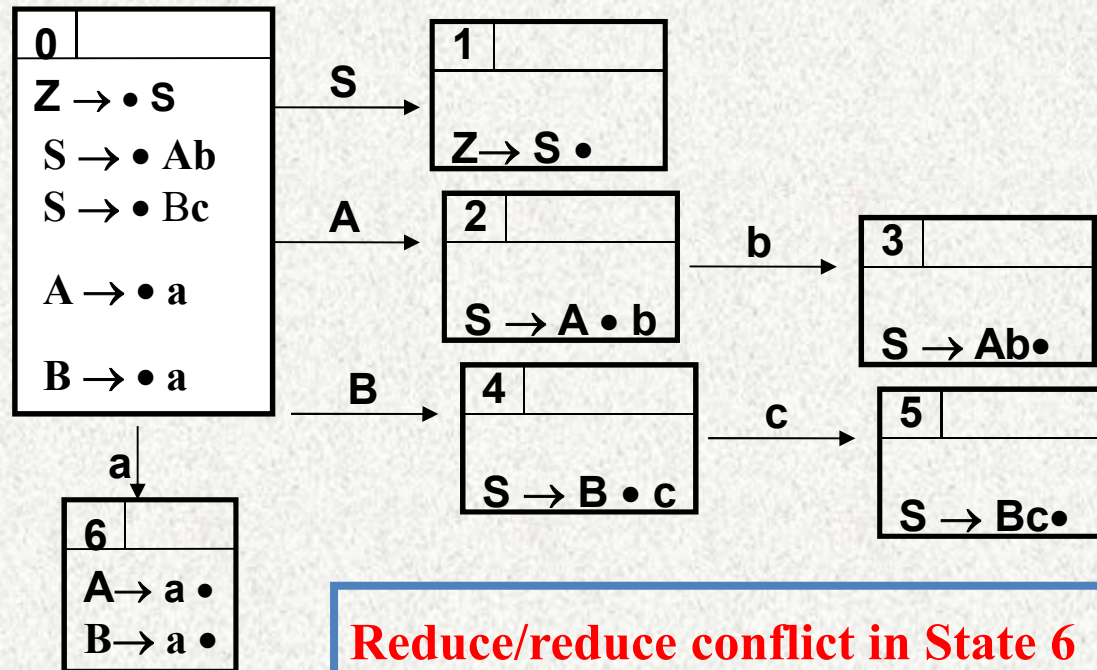 0
Z → • S
S → • Ab
S → • Bc
A → • a
B → • a
S
1
Z→ S •
A
2
S → A • b
b
3
S → Ab•
B
4
S → B • c
c
5
S → Bc•
a
6
A→ a •
B→ a •
Reduce/reduce conflict in State 6